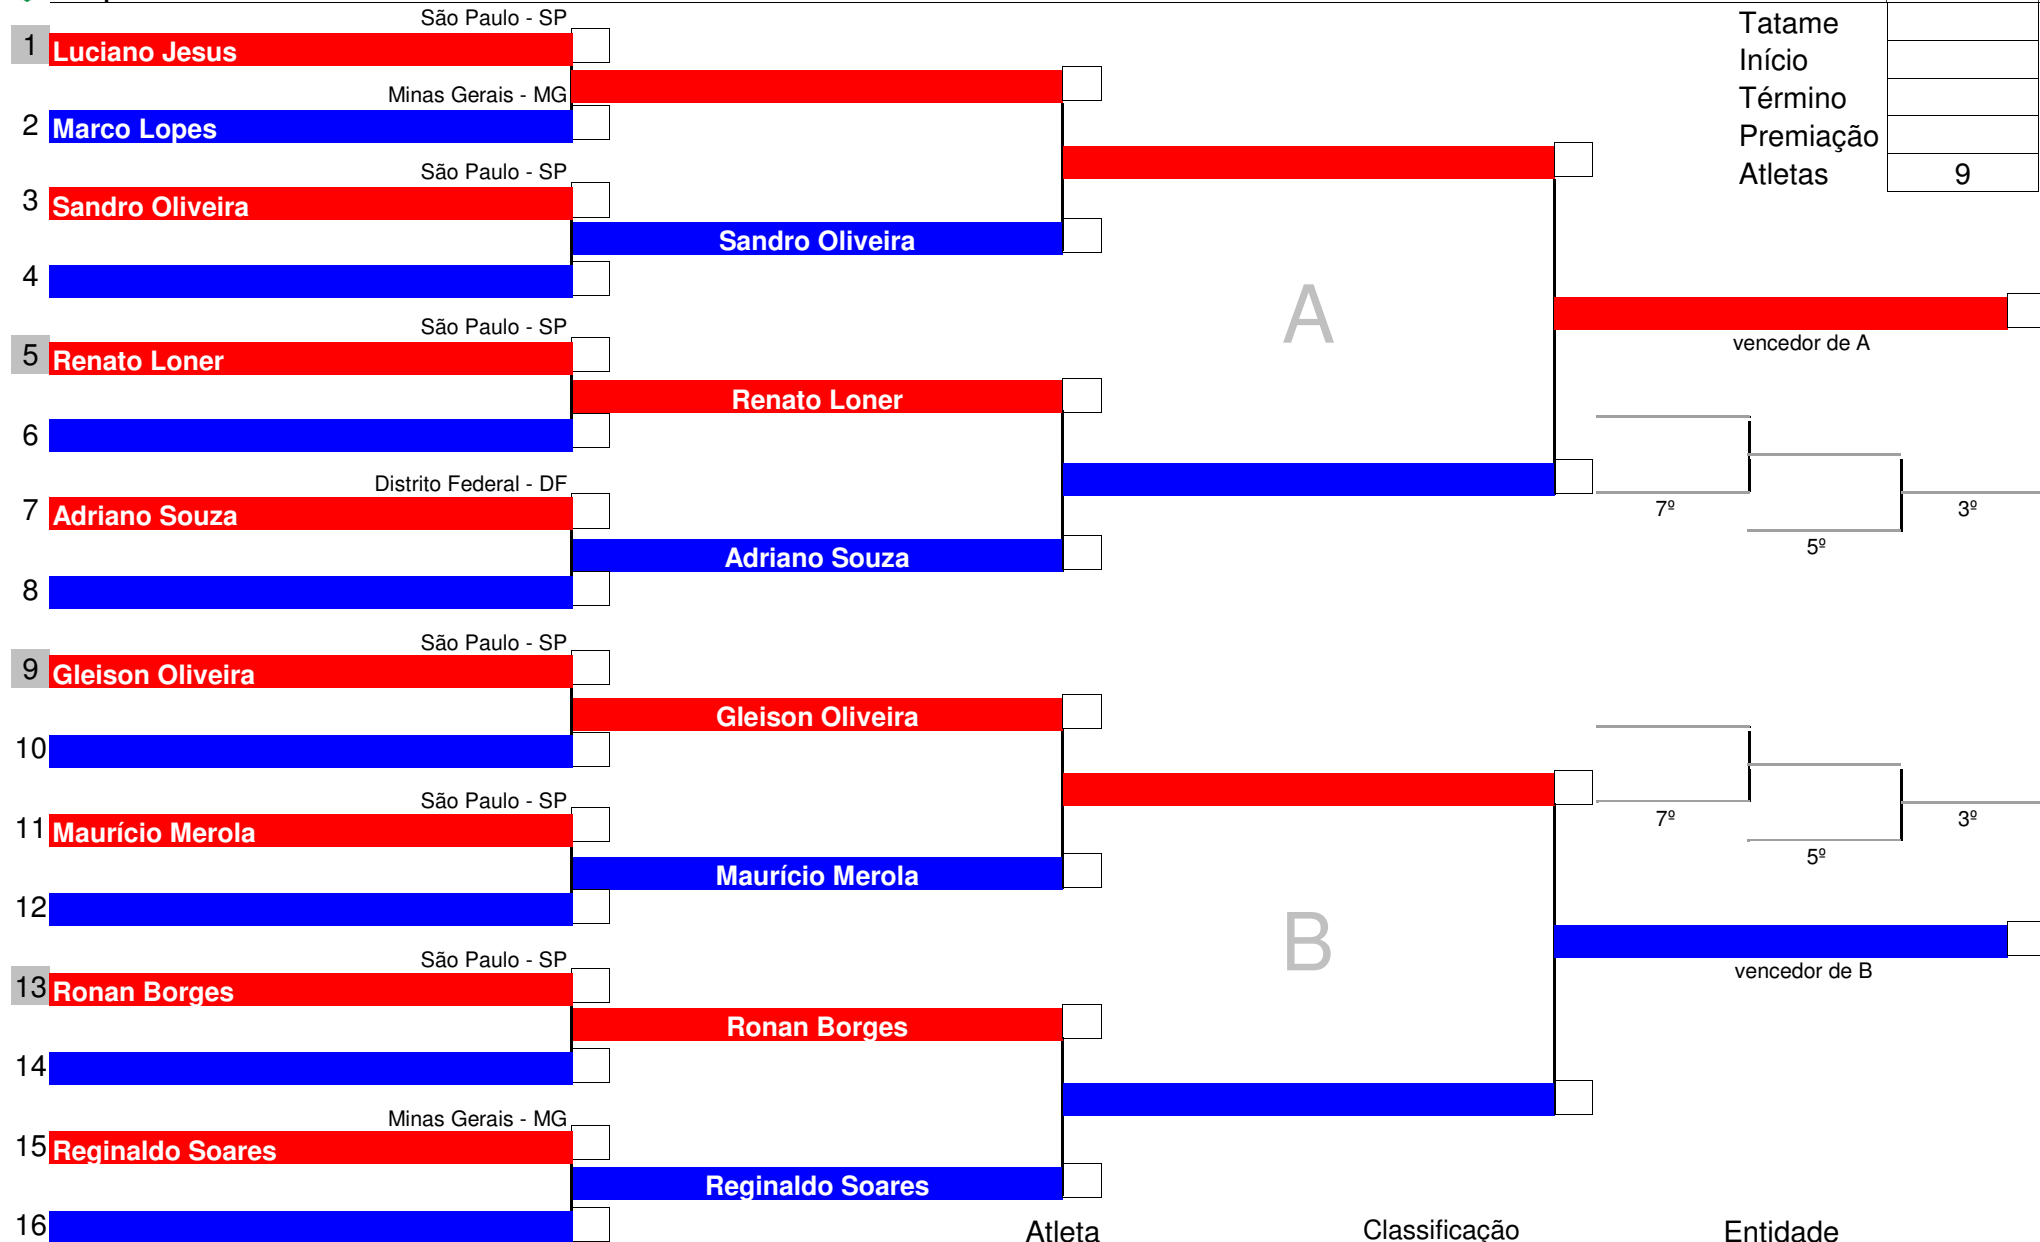 São Paulo - SP
1 Luciano Jesus
Minas Gerais - MG
2 Marco Lopes
São Paulo - SP
3 Sandro Oliveira
Sandro Oliveira
4
São Paulo - SP
5 Renato Loner
Renato Loner
6
Distrito Federal - DF
7 Adriano Souza
Adriano Souza
8
São Paulo - SP
9 Gleison Oliveira
Gleison Oliveira
10
São Paulo - SP
11 Maurício Merola
Maurício Merola
12
São Paulo - SP
13 Ronan Borges
Ronan Borges
14
Minas Gerais - MG
15 Reginaldo Soares
Reginaldo Soares
16
A
B
Tatame
Início
Término
Premiação
Atletas 9
vencedor de A
7º
5º
3º
7º
5º
3º
vencedor de B
Atleta Classificação Entidade